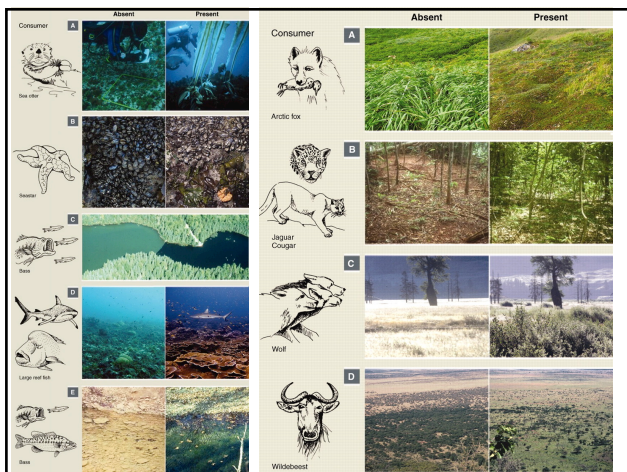 Absent Present
Consumer A
Sea otter
B
Seastar
C
Bass
D
Large reef fish
E
Bass
Absent Present
Consumer A
Arctic fox
B
Jaguar
Cougar
C
Wolf
D
Wildebeest